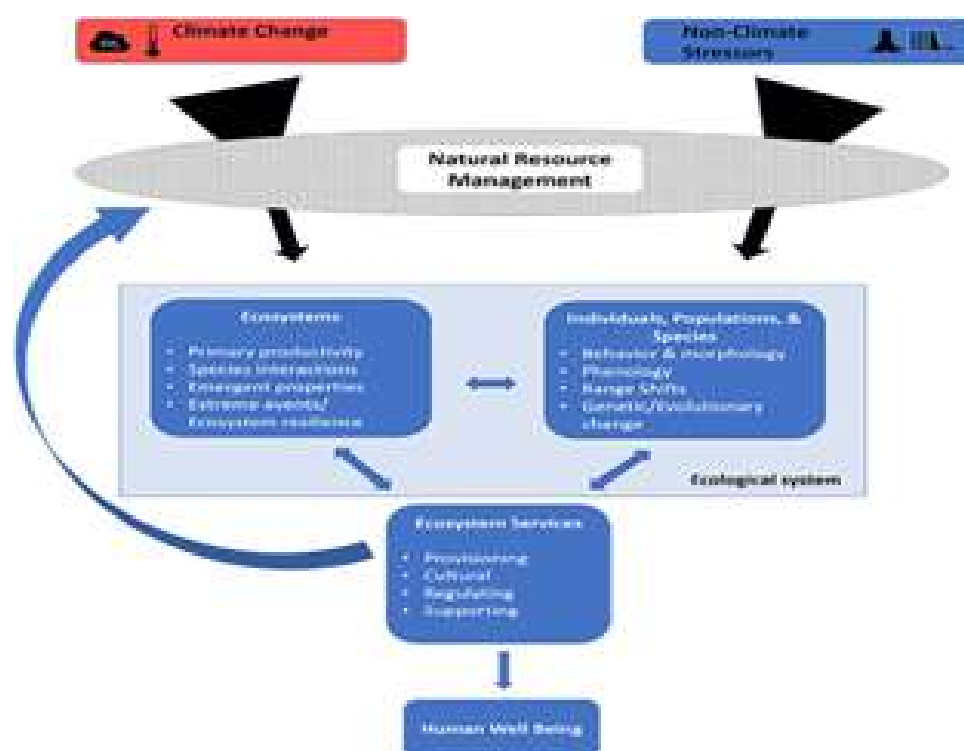 Climate Change
Non-Climate
Stressors
Natural Resource
Management
Ecosystems
• Primary productivity
• Species interactions
• Emergent properties
• Extreme events/
Ecosystem resilience
Individuals, Populations, &
Species
• Behavior & morphology
• Phenology
• Range Shifts
• Genetic/Evolutionary
change
Ecological system
Ecosystem Services
• Provisioning
• Cultural
• Regulating
• Supporting
Human Well Being